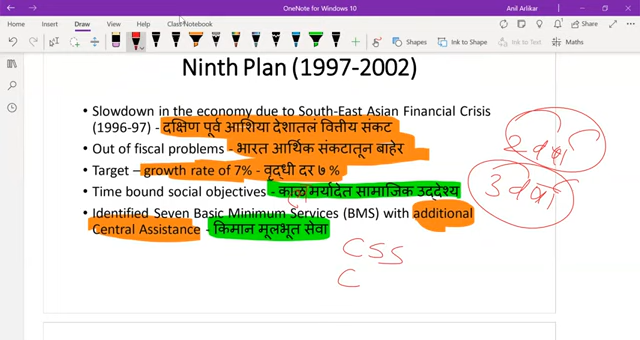 OneNote for Windows 10
Anil Arlikar
Home Insert Draw View Help Class Notebook
Shapes Ink to Shape Ink to Text Maths
Ninth Plan (1997-2002)
• Slowdown in the economy due to South-East Asian Financial Crisis
(1996-97) - दक्षिण पूर्व आशिया देशातलं वित्तीय संकट
• Out of fiscal problems - भारत आर्थिक संकटातून बाहेर
• Target – growth rate of 7% - वृद्धी दर ७ %
• Time bound social objectives - काळ मर्यादेत सामाजिक उद्देश्य
• Identified Seven Basic Minimum Services (BMS) with additional
Central Assistance - किमान मूलभूत सेवा
CSS
C